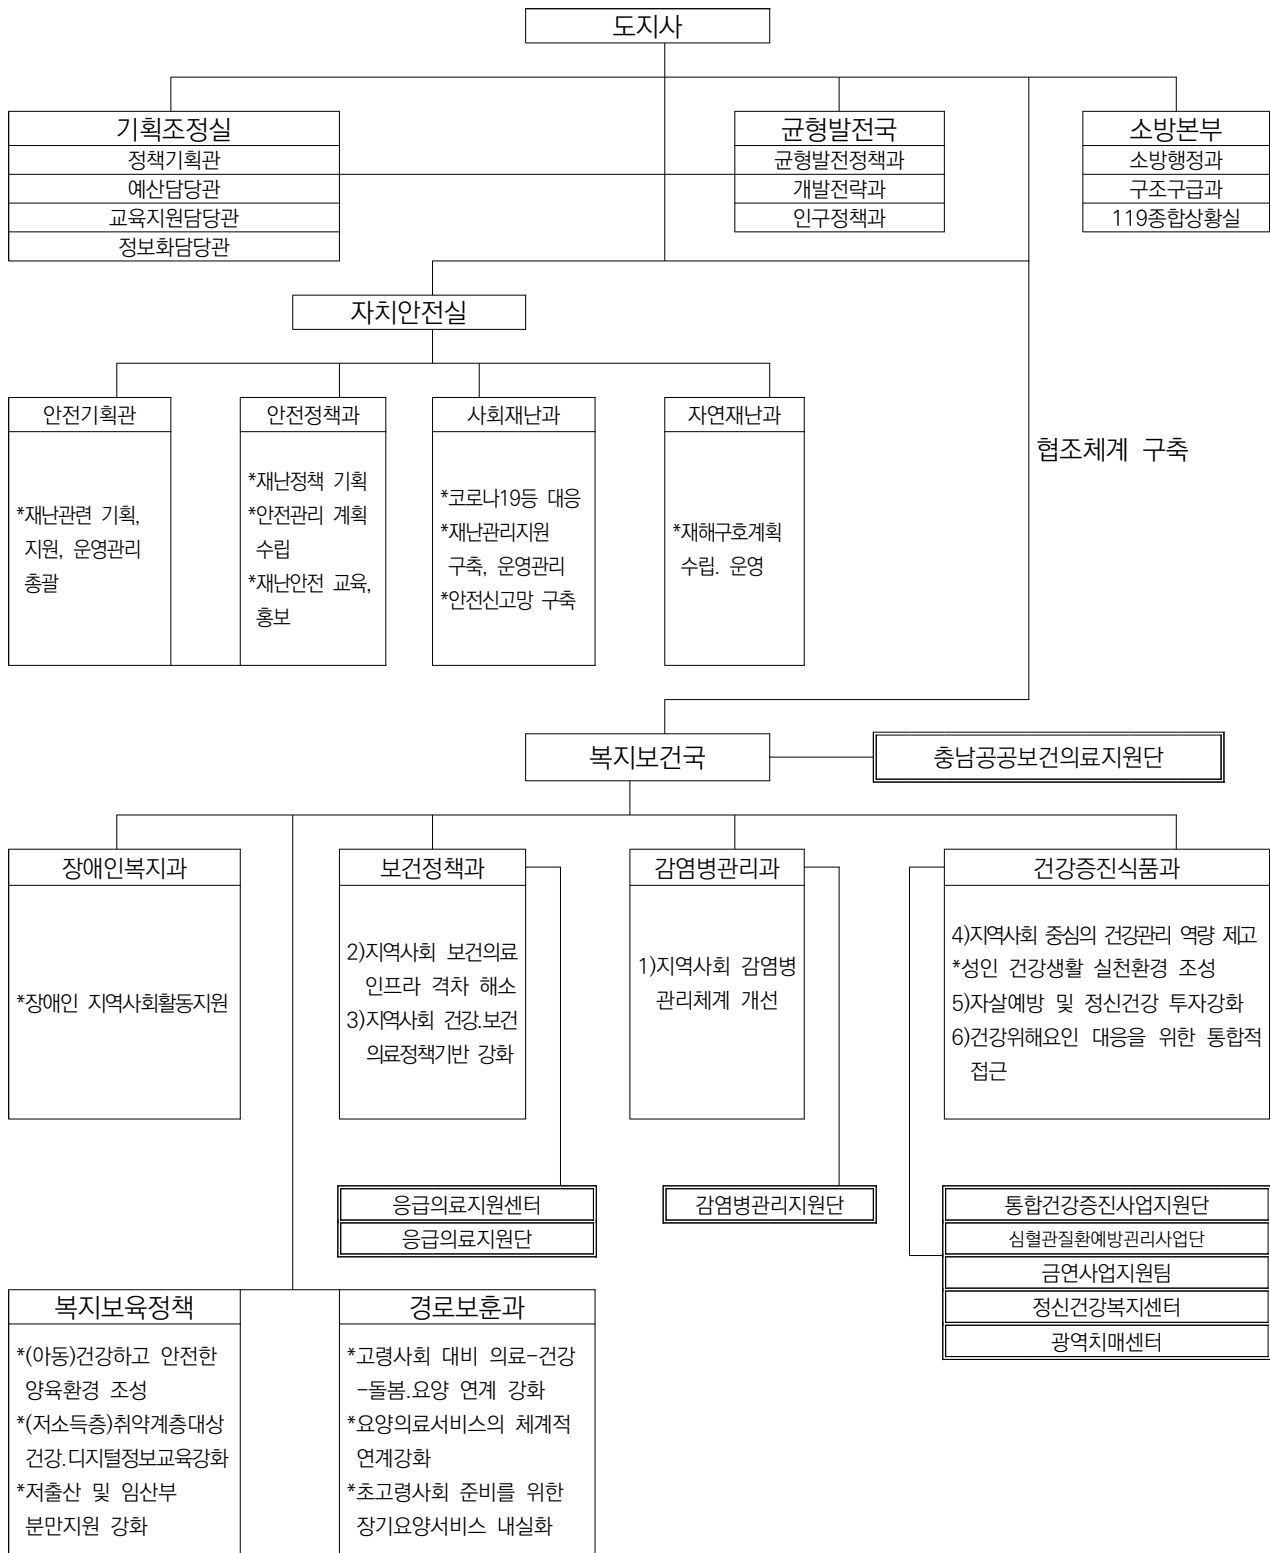 도지사
기획조정실
정책기획관
예산담당관
교육지원담당관
정보화담당관
균형발전국
균형발전정책과
개발전략과
인구정책과
소방본부
소방행정과
구조구급과
119종합상황실
자치안전실
안전기획관
*재난관련 기획,
지원, 운영관리
총괄
안전정책과
*재난정책 기획
*안전관리 계획
수립
*재난안전 교육,
홍보
사회재난과
*코로나19등 대응
*재난관리지원
구축, 운영관리
*안전신고망 구축
자연재난과
*재해구호계획
수립. 운영
협조체계 구축
복지보건국
충남공공보건의료지원단
장애인복지과
*장애인 지역사회활동지원
보건정책과
2)지역사회 보건의료
인프라 격차 해소
3)지역사회 건강.보건
의료정책기반 강화
감염병관리과
1)지역사회 감염병
관리체계 개선
건강증진식품과
4)지역사회 중심의 건강관리 역량 제고
*성인 건강생활 실천환경 조성
5)자살예방 및 정신건강 투자강화
6)건강위해요인 대응을 위한 통합적
접근
응급의료지원센터
응급의료지원단
감염병관리지원단
통합건강증진사업지원단
심혈관질환예방괸리사업단
금연사업지원팀
정신건강복지센터
광역치매센터
복지보육정책
*(아동)건강하고 안전한
양육환경 조성
*(저소득층)취약계층대상
건강.디지털정보교육강화
*저출산 및 임산부
분만지원 강화
경로보훈과
*고령사회 대비 의료-건강
-돌봄.요양 연계 강화
*요양의료서비스의 체계적
연계강화
*초고령사회 준비를 위한
장기요양서비스 내실화